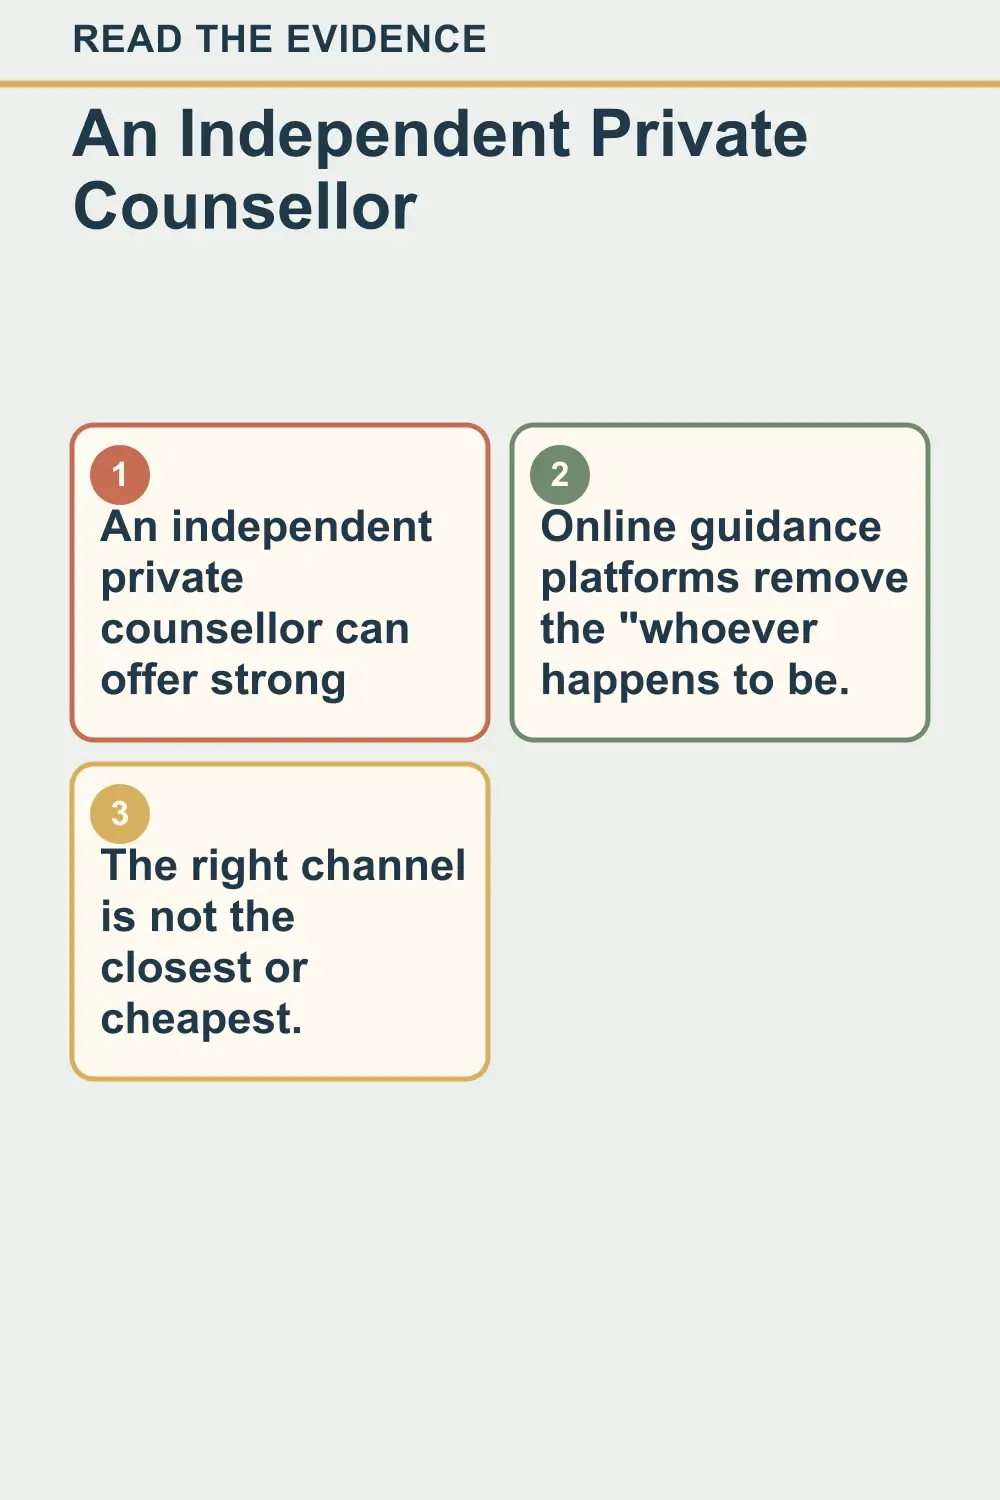 READ THE EVIDENCE
An Independent Private
Counsellor
1
An independent
private
counsellor can
offer strong
2
Online guidance
platforms remove
the "whoever
happens to be.
3
The right channel
is not the
closest or
cheapest.